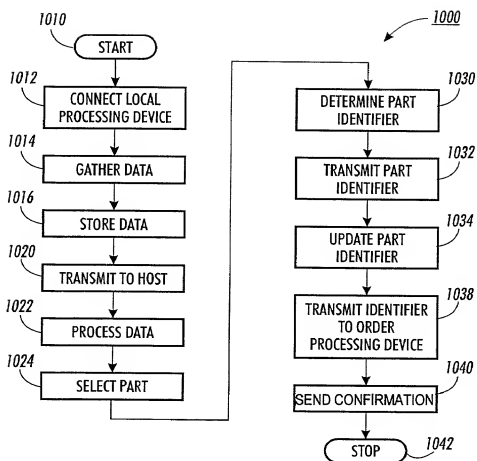 1000
1010
START
1012
CONNECT LOCAL
PROCESSING DEVICE
1014
GATHER DATA
1016
STORE DATA
1020
TRANSMIT TO HOST
1022
PROCESS DATA
1024
SELECT PART
1030
DETERMINE PART
IDENTIFIER
1032
TRANSMIT PART
IDENTIFIER
1034
UPDATE PART
IDENTIFIER
1038
TRANSMIT IDENTIFIER
TO ORDER
PROCESSING DEVICE
1040
SEND CONFIRMATION
STOP
1042